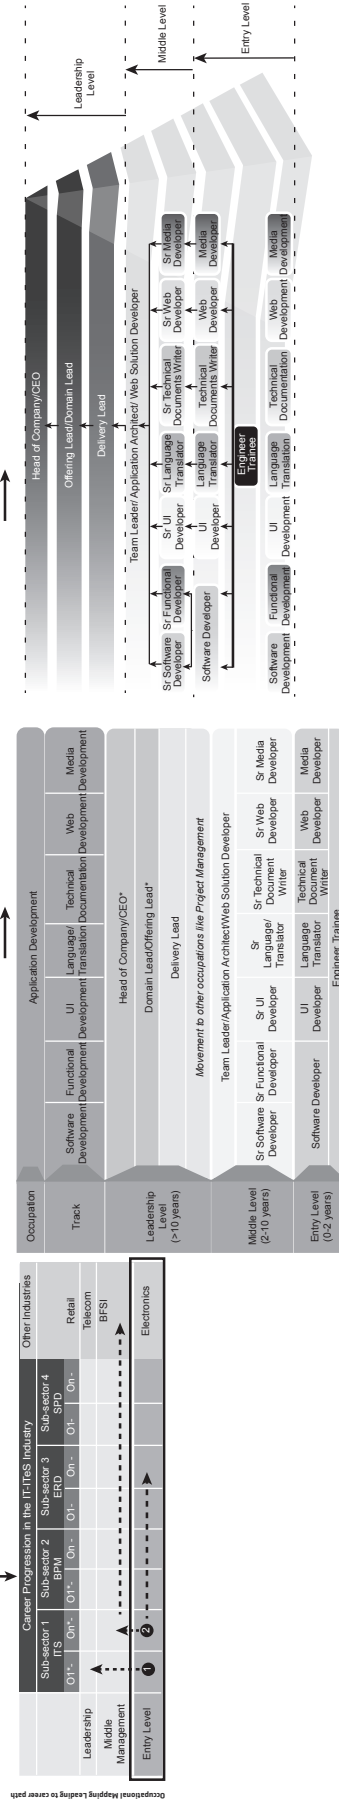 Occupational Mapping Leading to career path
Career Progression in the IT-ITeS Industry
Other Industries
Sub-sector 1
ITS
Sub-sector 2
BPM
Sub-sector 3
ERD
Sub-sector 4
SPD
O1*-
On*-
O1*-
On -
O1-
On -
O1-
On -
Retail
Leadership
Telecom
Middle
Management
BFSI
Entry Level
1
2
Electronics
Occupation
Application Development
Track
Software
Development
Functional
Development
UI
Development
Language/
Translation
Technical
Documentation
Web
Development
Media
Development
Leadership
Level
(>10 years)
Head of Company/CEO*
Domain Lead/Offering Lead*
Delivery Lead
Movement to other occupations like Project Management
Middle Level
(2-10 years)
Team Leader/Application Architect/Web Solution Developer
Sr Software
Developer
Sr Functional
Developer
Sr UI
Developer
Sr
Language/
Translator
Sr Technical
Document
Writer
Sr Web
Developer
Sr Media
Developer
Entry Level
(0-2 years)
Software Developer
UI
Developer
Language
Translator
Technical
Document
Writer
Web
Developer
Media
Developer
Engineer Trainee
Head of Company/CEO
Offering Lead/Domain Lead
Delivery Lead
Leadership
Level
Team Leader/ Application Architect/ Web Solution Developer
Sr Software
Developer
Sr Functional
Developer
Sr UI
Developer
Sr Language
Translator
Sr Technical
Documents Writer
Sr Web
Developer
Sr Media
Developer
Middle Level
Software Developer
UI
Developer
Language
Translator
Technical
Documents Writer
Web
Developer
Media
Developer
Engineer
Trainee
Entry Level
Software
Development
Functional
Development
UI
Development
Language
Translation
Technical
Documentation
Web
Development
Media
Development